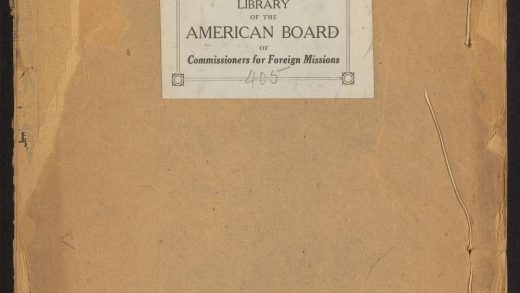 LIBRARY
OF THE
AMERICAN BOARD
OF
Commissioners for Foreign Missions
405